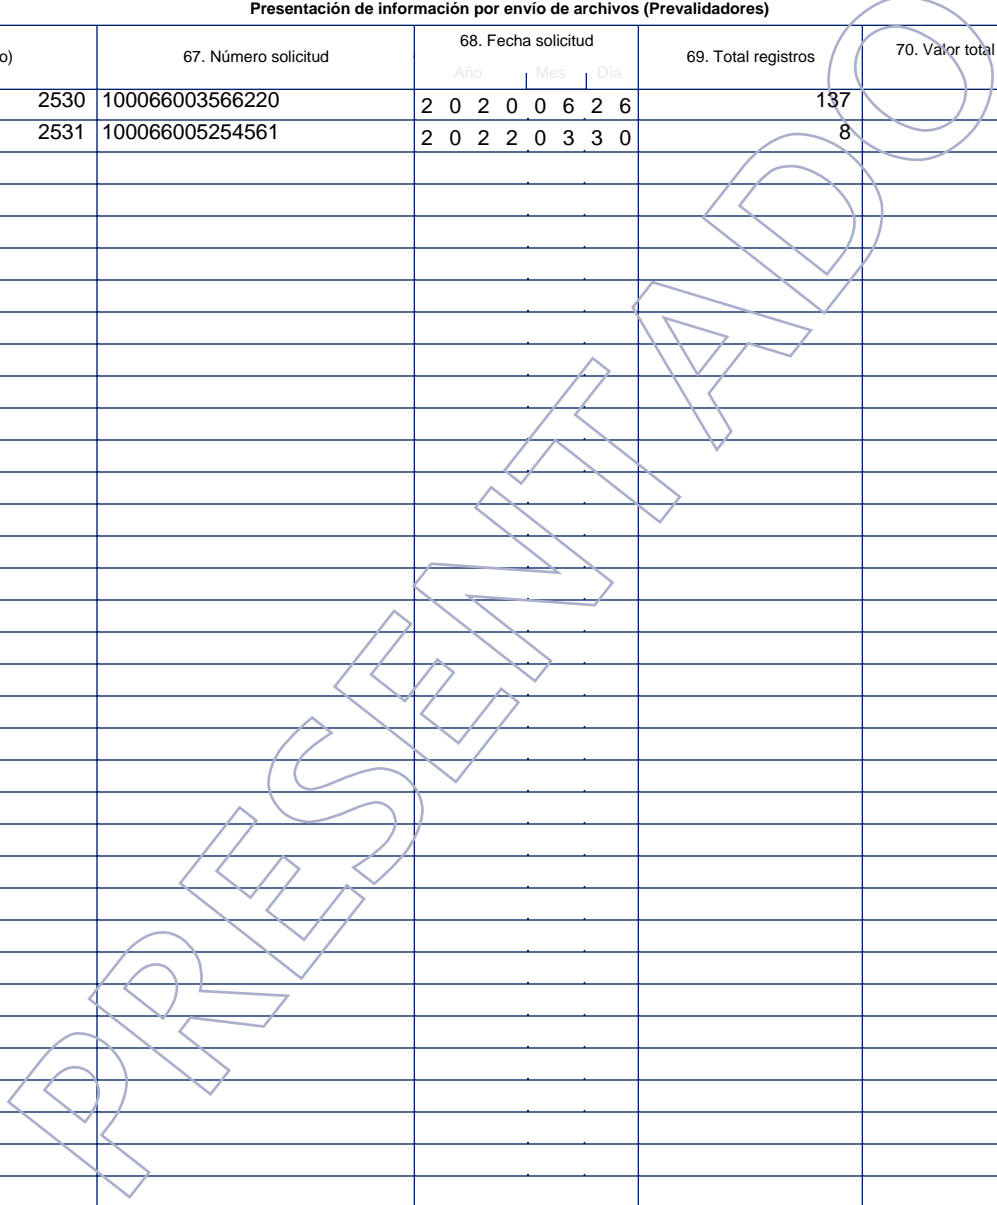 Presentación de información por envío de archivos (Prevalidadores)
o) 67. Número solicitud 68. Fecha solicitud 69. Total registros 70. Valor total
Año Mes Día
2530 100066003566220 2 0 2 0 0 6 2 6 137
2531 100066005254561 2 0 2 2 0 3 3 0 8
PRESENTADO